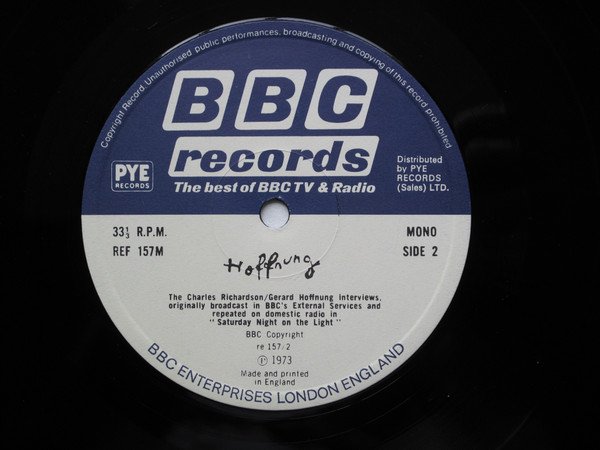 Copyright Record. Unauthorised public performances, broadcasting and copying of this record prohibited
BBC
records
The best of BBC TV & Radio
PYE
RECORDS
Distributed
by PYE
RECORDS
(Sales) LTD.
33⅓ R.P.M.
REF 157M
MONO
SIDE 2
Hoffnung
The Charles Richardson/Gerard Hoffnung Interviews,
originally broadcast in BBC's External Services and
repeated on domestic radio in
"Saturday Night on the Light"
BBC Copyright
re 157/2
℗ 1973
Made and printed
in England
BBC ENTERPRISES LONDON ENGLAND